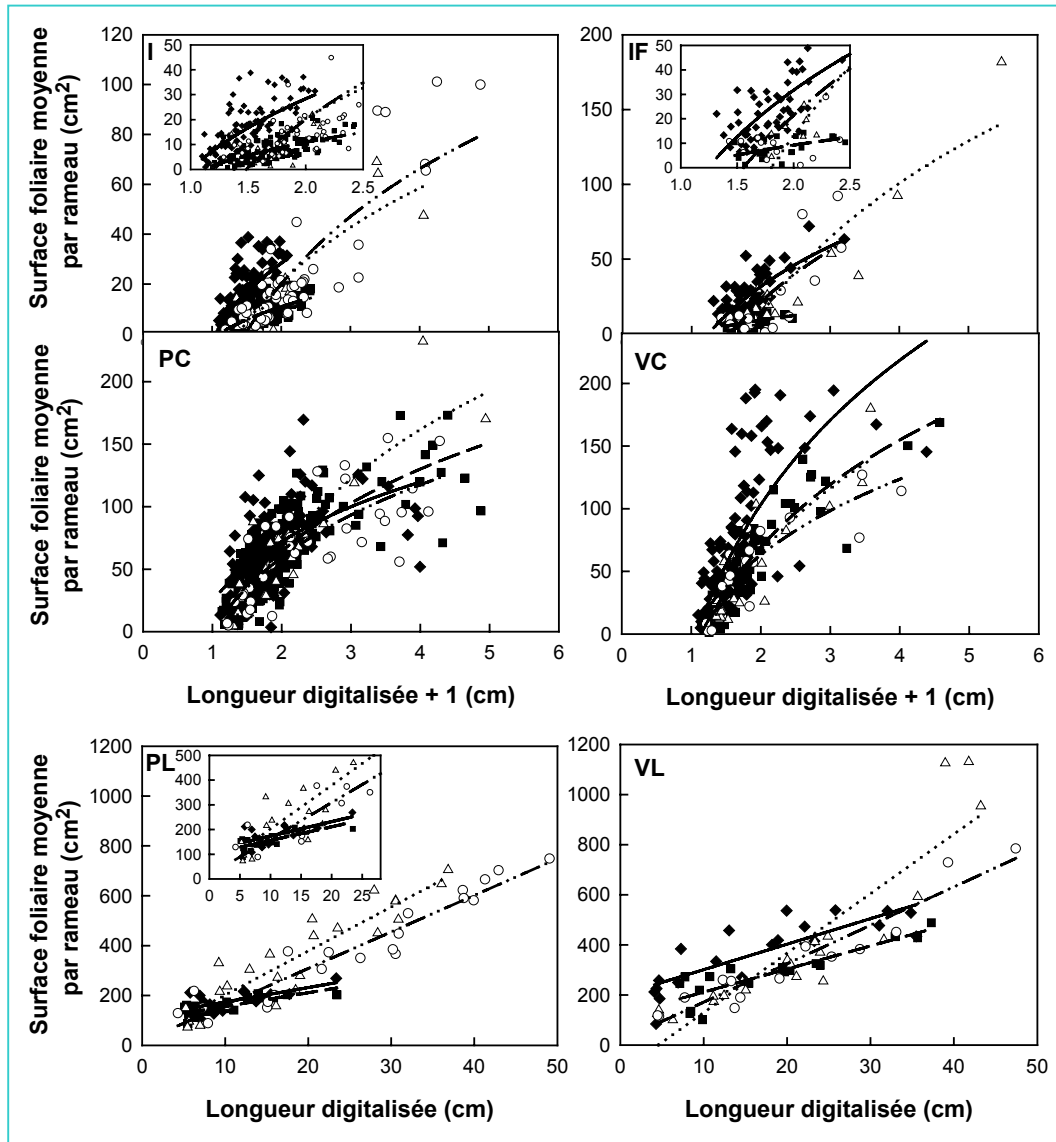 I
IF
Surface foliaire moyenne
par rameau (cm2)
120
100
80
60
40
20
0
50
40
30
20
10
0
1.0 1.5 2.0 2.5
200
150
100
50
0
50
40
30
20
10
0
1.0 1.5 2.0 2.5
PC
VC
Surface foliaire moyenne
par rameau (cm2)
200
150
100
50
0
0 1 2 3 4 5 6
200
150
100
50
0
0 1 2 3 4 5 6
Longueur digitalisée + 1 (cm)
Longueur digitalisée + 1 (cm)
PL
VL
Surface foliaire moyenne
par rameau (cm2)
1200
1000
800
600
400
200
0
500
400
300
200
100
0
0 5 10 15 20 25
0 10 20 30 40 50
1200
1000
800
600
400
200
0
0 10 20 30 40 50
Longueur digitalisée (cm)
Longueur digitalisée (cm)